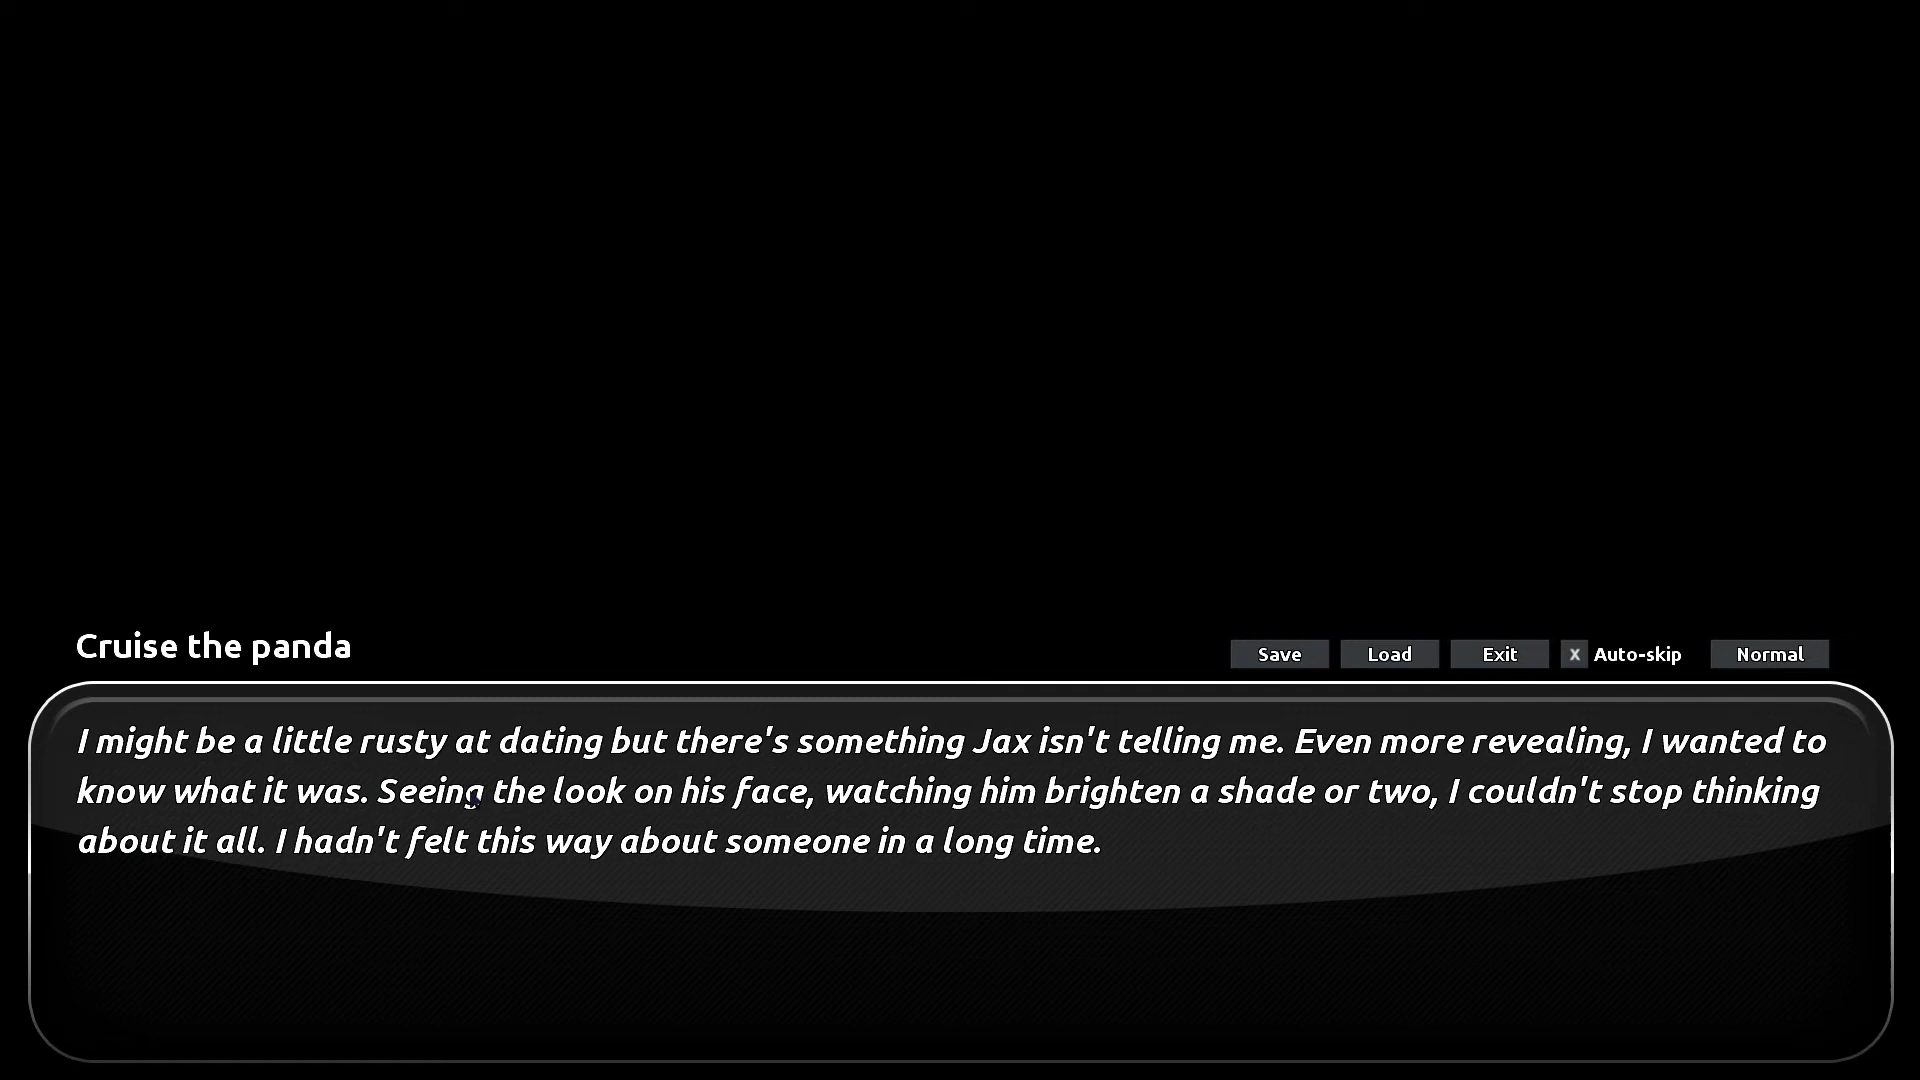 Cruise the panda
Save Load Exit x Auto-skip Normal
I might be a little rusty at dating but there's something Jax isn't telling me. Even more revealing, I wanted to
know what it was. Seeing the look on his face, watching him brighten a shade or two, I couldn't stop thinking
about it all. I hadn't felt this way about someone in a long time.